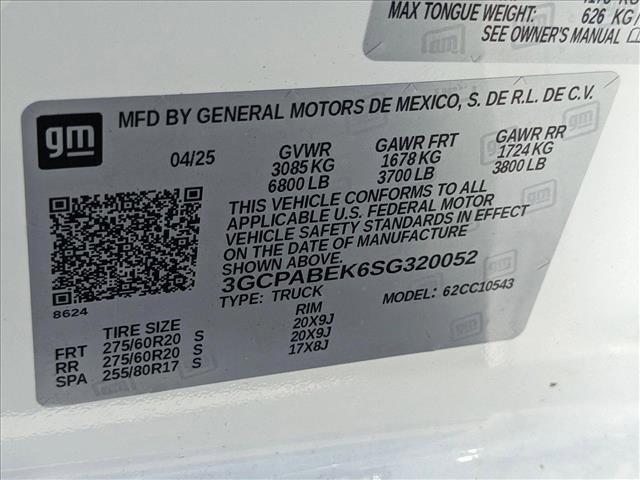 MAX TONGUE WEIGHT: 626 KG/
SEE OWNER'S MANUAL
gm
MFD BY GENERAL MOTORS DE MEXICO, S. DE R.L. DE C.V.
04/25 GVWR GAWR FRT GAWR RR
3085 KG 1678 KG 1724 KG
6800 LB 3700 LB 3800 LB
THIS VEHICLE CONFORMS TO ALL
APPLICABLE U.S. FEDERAL MOTOR
VEHICLE SAFETY STANDARDS IN EFFECT
ON THE DATE OF MANUFACTURE SHOWN ABOVE.
3GCPABEK6SG320052
TYPE: TRUCK MODEL: 62CC10543
8624
TIRE SIZE RIM
FRT 275/60R20 S 20X9J
RR 275/60R20 S 20X9J
SPA 255/80R17 S 17X8J